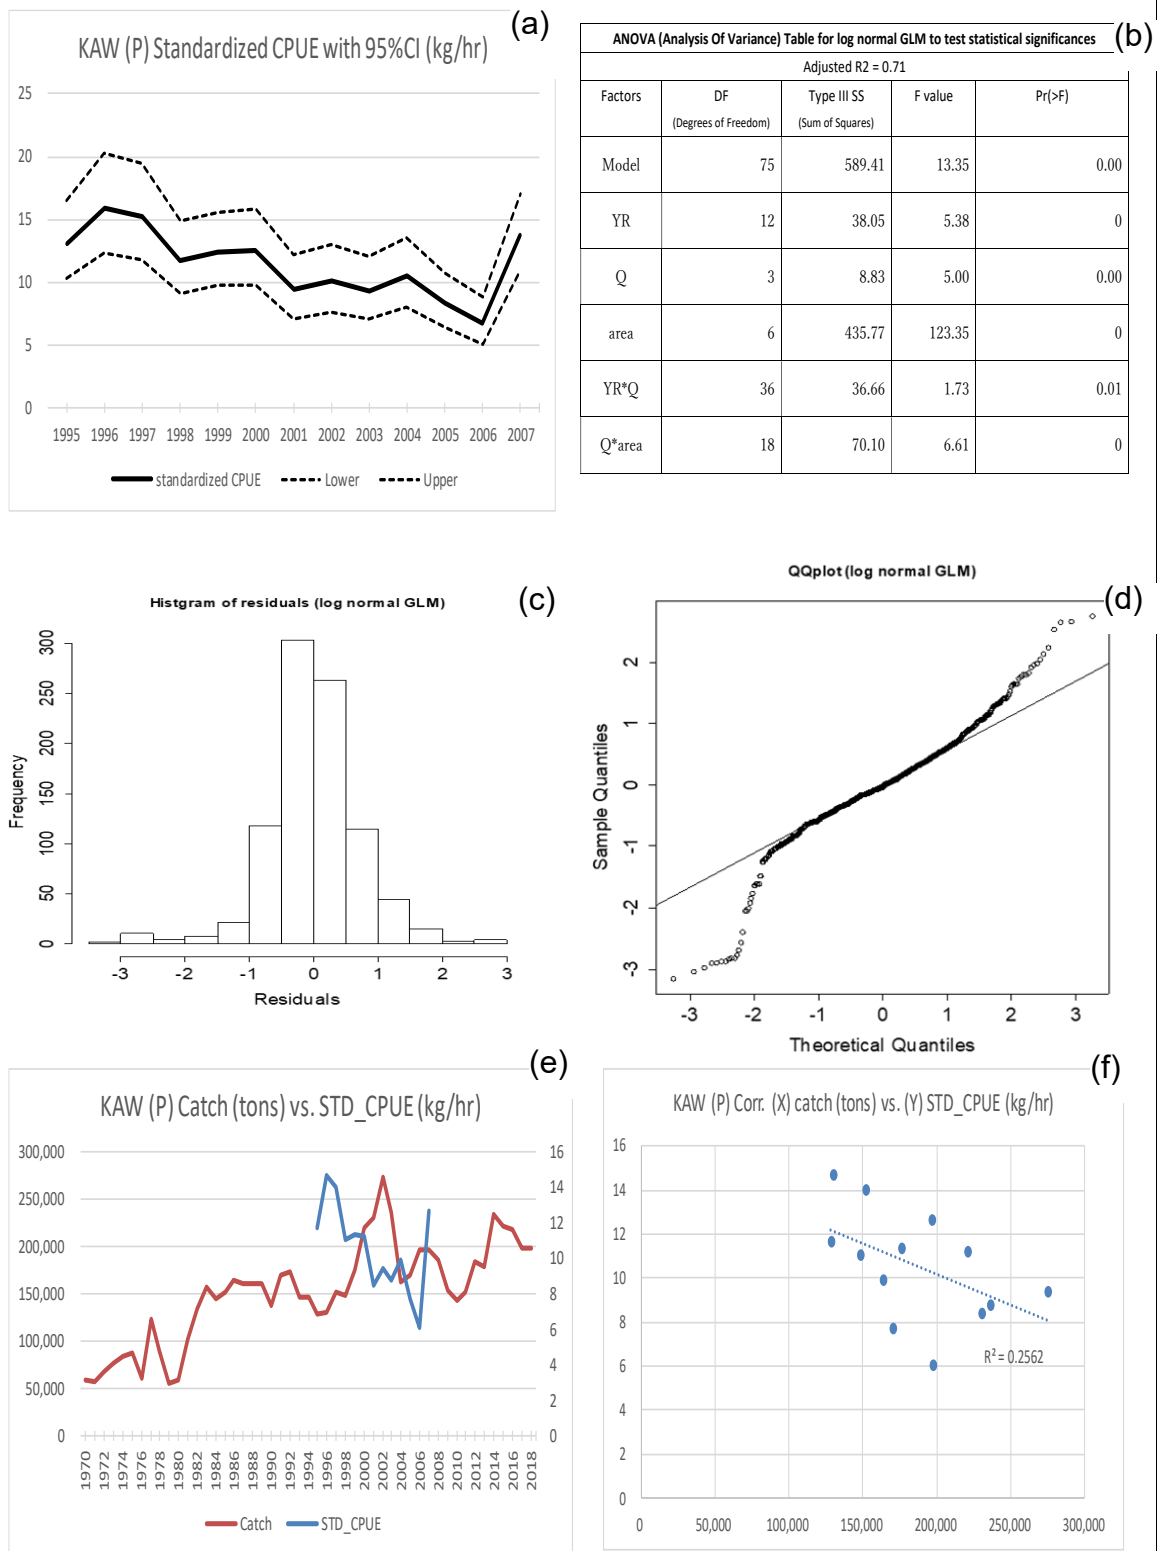 (a)
KAW (P) Standardized CPUE with 95%CI (kg/hr)
25
20
15
10
5
0
1995 1996 1997 1998 1999 2000 2001 2002 2003 2004 2005 2006 2007
standardized CPUE Lower Upper
(b)
ANOVA (Analysis Of Variance) Table for log normal GLM to test statistical significances
Adjusted R2 = 0.71
Factors DF Type III SS F value Pr(>F)
(Degrees of Freedom) (Sum of Squares)
Model 75 589.41 13.35 0.00
YR 12 38.05 5.38 0
Q 3 8.83 5.00 0.00
area 6 435.77 123.35 0
YR*Q 36 36.66 1.73 0.01
Q*area 18 70.10 6.61 0
(c)
Histgram of residuals (log normal GLM)
Frequency
300
250
200
150
100
50
0
-3 -2 -1 0 1 2 3
Residuals
(d)
QQplot (log normal GLM)
Sample Quantiles
2
1
0
-1
-2
-3
-3 -2 -1 0 1 2 3
Theoretical Quantiles
(e)
KAW (P) Catch (tons) vs. STD_CPUE (kg/hr)
300,000 16
250,000 14
200,000 12
150,000 10
100,000 8
50,000 6
0 4
2
0
1970 1972 1974 1976 1978 1980 1982 1984 1986 1988 1990 1992 1994 1996 1998 2000 2002 2004 2006 2008 2010 2012 2014 2016 2018
Catch STD_CPUE
(f)
KAW (P) Corr. (X) catch (tons) vs. (Y) STD_CPUE (kg/hr)
16
14
12
10
8
6
4
2
0
R² = 0.2562
0 50,000 100,000 150,000 200,000 250,000 300,000